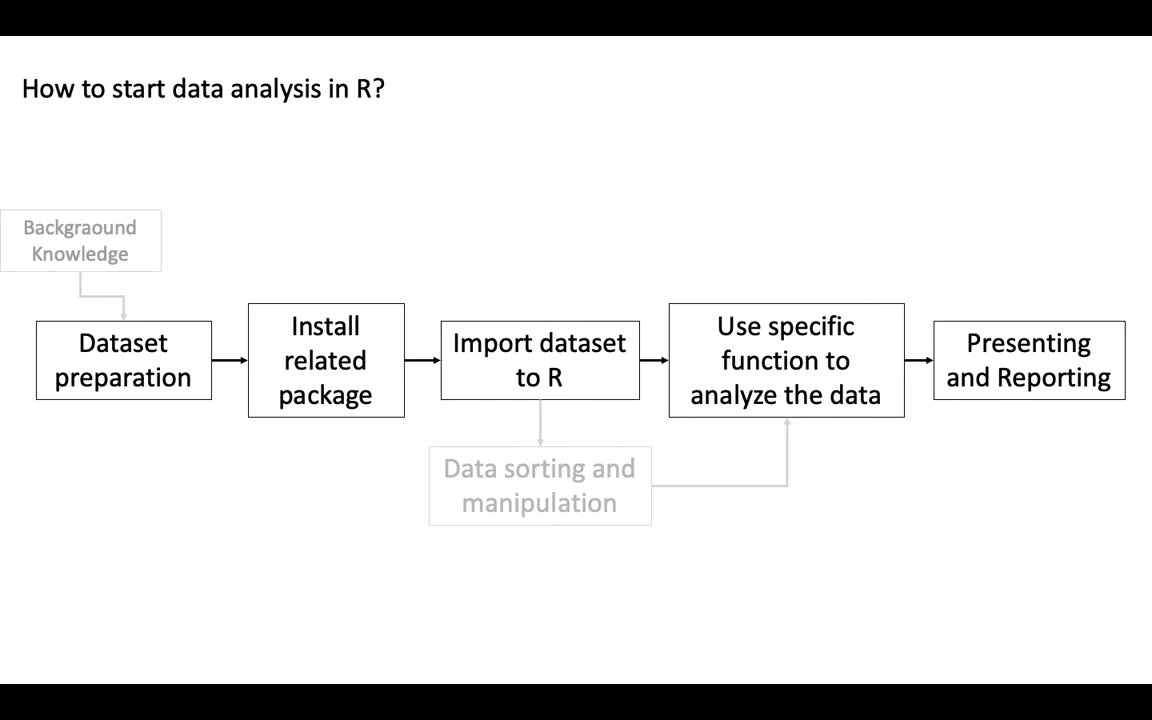 How to start data analysis in R?
Backgraound
Knowledge
Dataset
preparation
Install
related
package
Import dataset
to R
Use specific
function to
analyze the data
Presenting
and Reporting
Data sorting and
manipulation